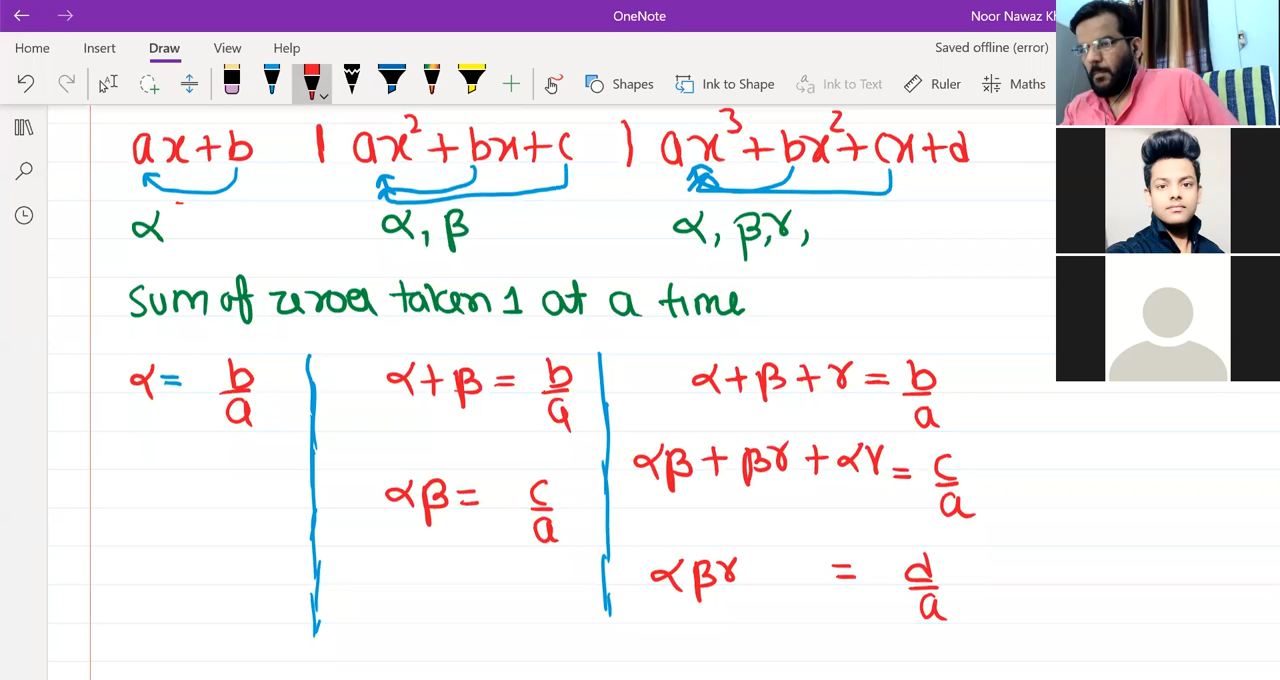 OneNote
Noor Nawaz Kh
Home Insert Draw View Help
Saved offline (error)
Shapes Ink to Shape Ink to Text Ruler Maths
ax+b | ax² + bx+c | ax³ + bx²+cx+d
α α, β α, β, γ,
Sum of zeroes taken 1 at a time
α = b/a α+β = b/a α+β+γ = b/a
αβ + βγ + αγ = c/a
αβ = c/a
αβγ = d/a